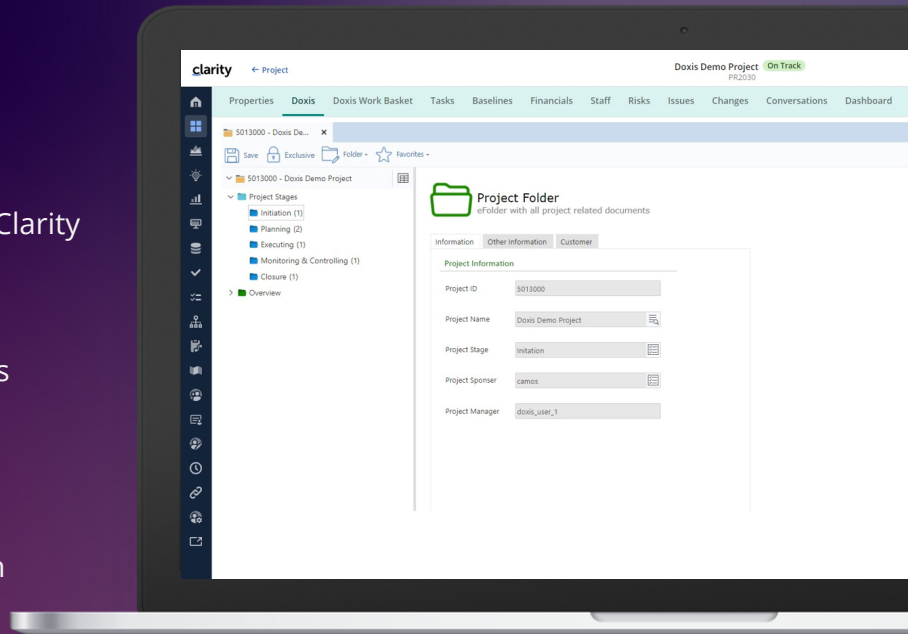 Clarity
s
n
clarity
← Project
Doxis Demo Project On Track
PR2030
Properties Doxis Doxis Work Basket Tasks Baselines Financials Staff Risks Issues Changes Conversations Dashboard
5013000 - Doxis De... ×
Save Exclusive Folder - Favorites -
5013000 - Doxis Demo Project
Project Stages
Initiation (1)
Planning (2)
Executing (1)
Monitoring & Controlling (1)
Closure (1)
Overview
Project Folder
eFolder with all project related documents
Information Other Information Customer
Project Information
Project ID 5013000
Project Name Doxis Demo Project
Project Stage Initation
Project Sponser camos
Project Manager doxis_user_1